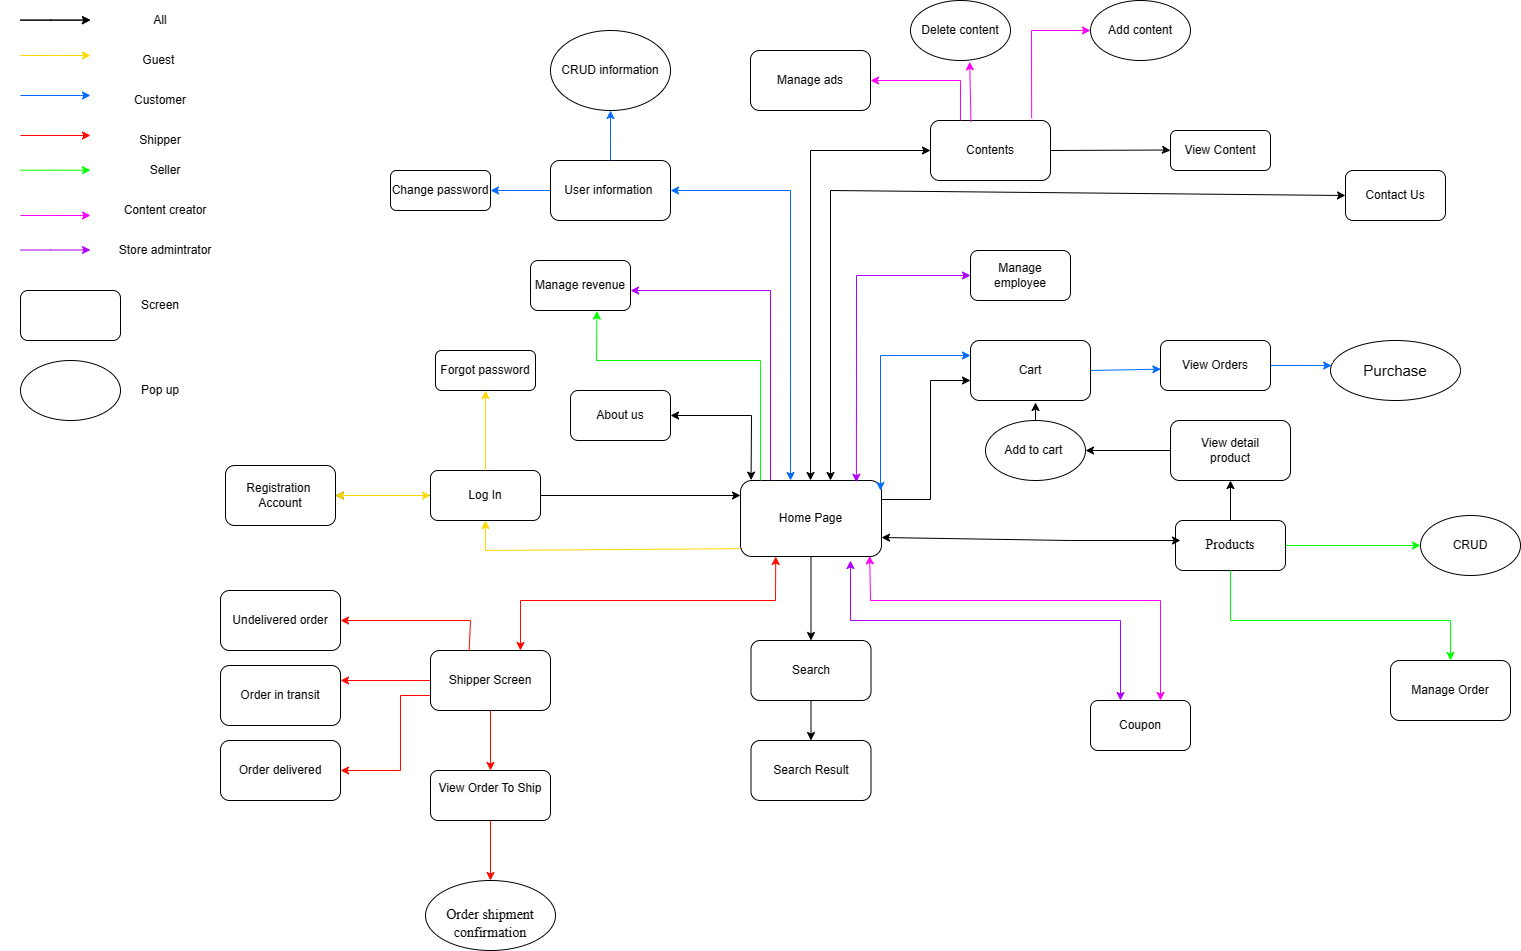 All
Guest
Customer
Shipper
Seller
Content creator
Store admintrator
Screen
Pop up
CRUD information
Delete content
Add content
Manage ads
Contents
View Content
Change password
User information
Contact Us
Manage revenue
Manage
employee
Forgot password
Cart
View Orders
Purchase
About us
Add to cart
View detail
product
Registration
Account
Log In
Home Page
Products
CRUD
Undelivered order
Shipper Screen
Search
Order in transit
Manage Order
Coupon
Order delivered
View Order To Ship
Search Result
Order shipment
confirmation